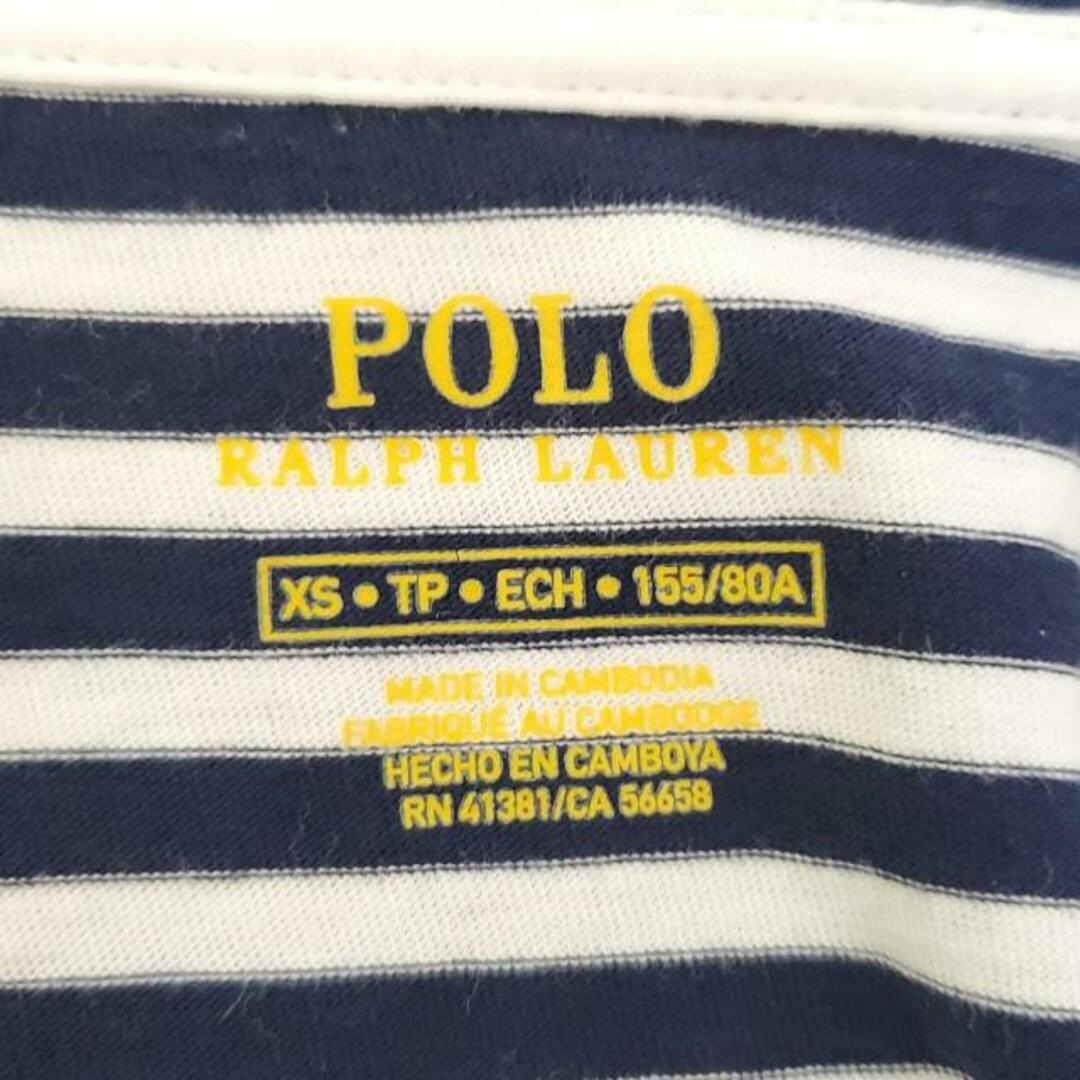 POLO
RALPH LAUREN
XS • TP • ECH • 155/80A
MADE IN CAMBODIA
FABRIQUÉ AU CAMBODGE
HECHO EN CAMBOYA
RN 41381/CA 56658